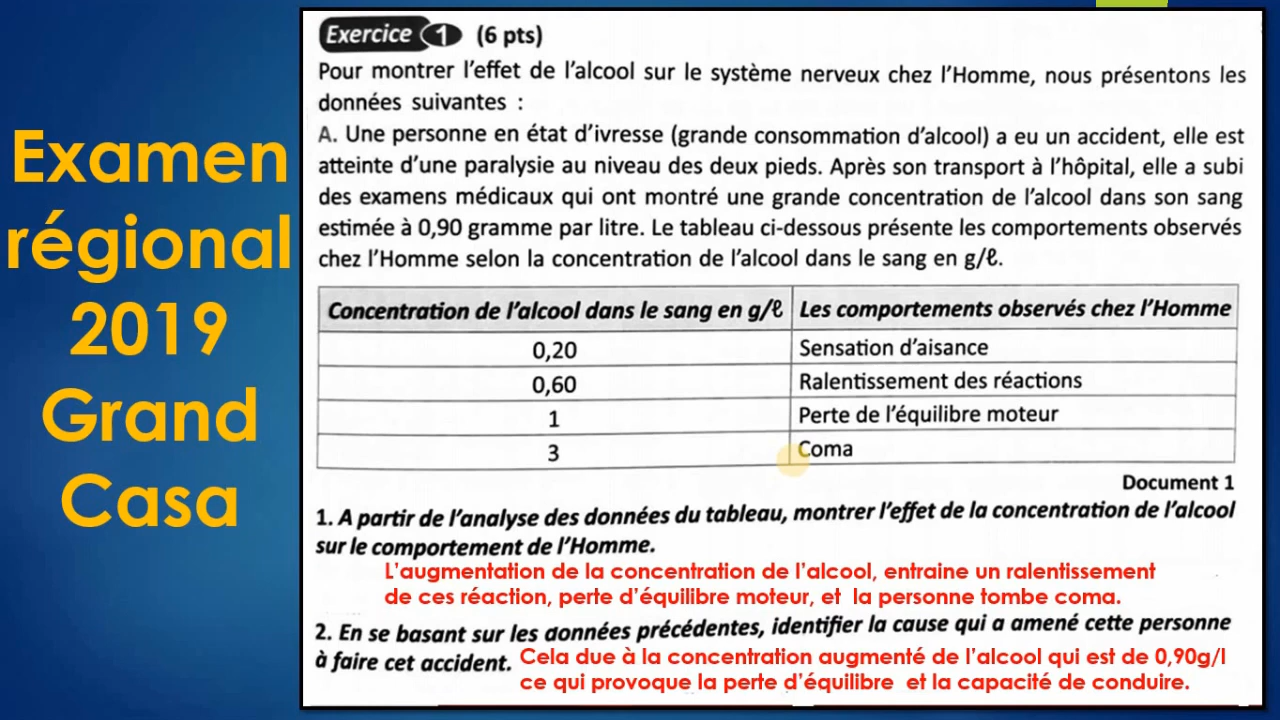 Examen
régional
2019
Grand
Casa
Exercice 1 (6 pts)
Pour montrer l'effet de l'alcool sur le système nerveux chez l'Homme, nous présentons les
données suivantes :
A. Une personne en état d'ivresse (grande consommation d'alcool) a eu un accident, elle est
atteinte d'une paralysie au niveau des deux pieds. Après son transport à l'hôpital, elle a subi
des examens médicaux qui ont montré une grande concentration de l'alcool dans son sang
estimée à 0,90 gramme par litre. Le tableau ci-dessous présente les comportements observés
chez l'Homme selon la concentration de l'alcool dans le sang en g/ℓ.
Concentration de l'alcool dans le sang en g/ℓ Les comportements observés chez l'Homme
0,20 Sensation d'aisance
0,60 Ralentissement des réactions
1 Perte de l'équilibre moteur
3 Coma
Document 1
1. A partir de l'analyse des données du tableau, montrer l'effet de la concentration de l'alcool
sur le comportement de l'Homme.
L'augmentation de la concentration de l'alcool, entraine un ralentissement
de ces réaction, perte d'équilibre moteur, et la personne tombe coma.
2. En se basant sur les données précédentes, identifier la cause qui a amené cette personne
à faire cet accident. Cela due à la concentration augmenté de l'alcool qui est de 0,90g/l
ce qui provoque la perte d'équilibre et la capacité de conduire.